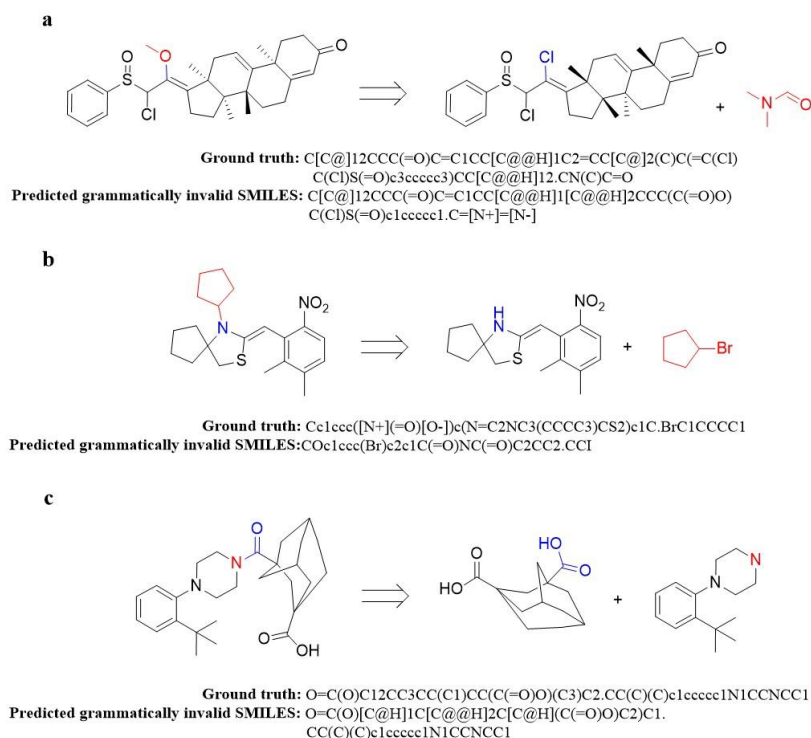 a
O
S
Cl
O
O
O
S
Cl
Cl
O
+
N
O
Ground truth: C[C@]12CCC(=O)C=C1CC[C@@H]1C2=CC[C@]2(C)C(=C(Cl)
C(Cl)S(=O)c3ccccc3)CC[C@@H]12.CN(C)C=O
Predicted grammatically invalid SMILES: C[C@]12CCC(=O)C=C1CC[C@@H]1[C@@H]2CCC(C(=O)O)
C(Cl)S(=O)c1ccccc1.C=[N+]=[N-]
b
N
S
NO2
H
N
S
NO2
+
Br
Ground truth: Cc1ccc([N+](=O)[O-])c(N=C2NC3(CCCC3)CS2)c1C.BrC1CCCC1
Predicted grammatically invalid SMILES:COc1ccc(Br)c2c1C(=O)NC(=O)C2CC2.CCI
c
O
N
N
O
OH
O
HO
HO
O
+
N
N
Ground truth: O=C(O)C12CC3CC(C1)CC(C(=O)O)(C3)C2.CC(C)(C)c1ccccc1N1CCNCC1
Predicted grammatically invalid SMILES: O=C(O)[C@H]1C[C@@H]2C[C@H](C(=O)O)C2)C1.
CC(C)(C)c1ccccc1N1CCNCC1